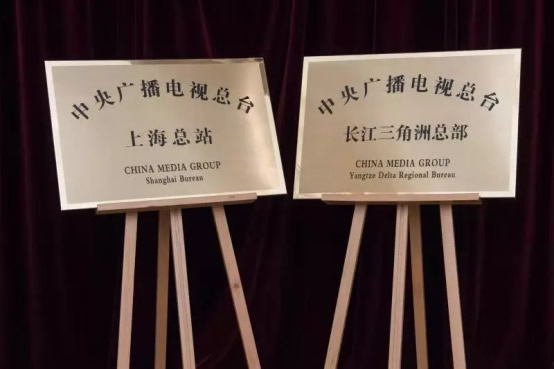 中央广播电视总台
上海总站
CHINA MEDIA GROUP
Shanghai Bureau
中央广播电视总台
长江三角洲总部
CHINA MEDIA GROUP
Yangtze Delta Regional Bureau